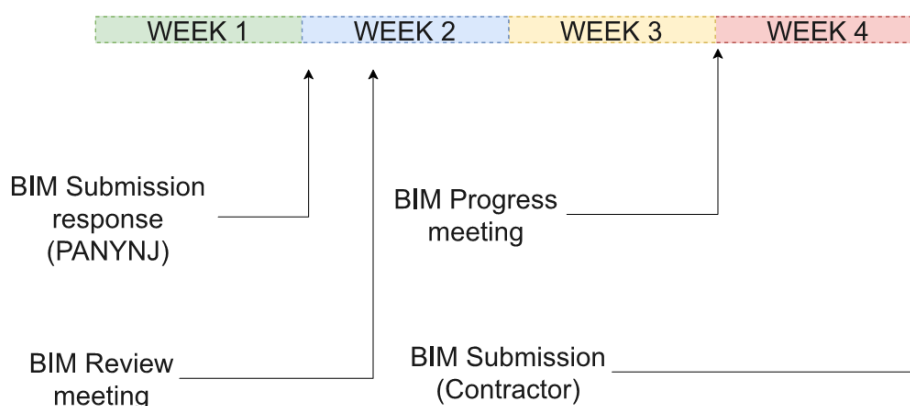 WEEK 1 WEEK 2 WEEK 3 WEEK 4
BIM Submission
response
(PANYNJ)
BIM Progress
meeting
BIM Review
meeting
BIM Submission
(Contractor)